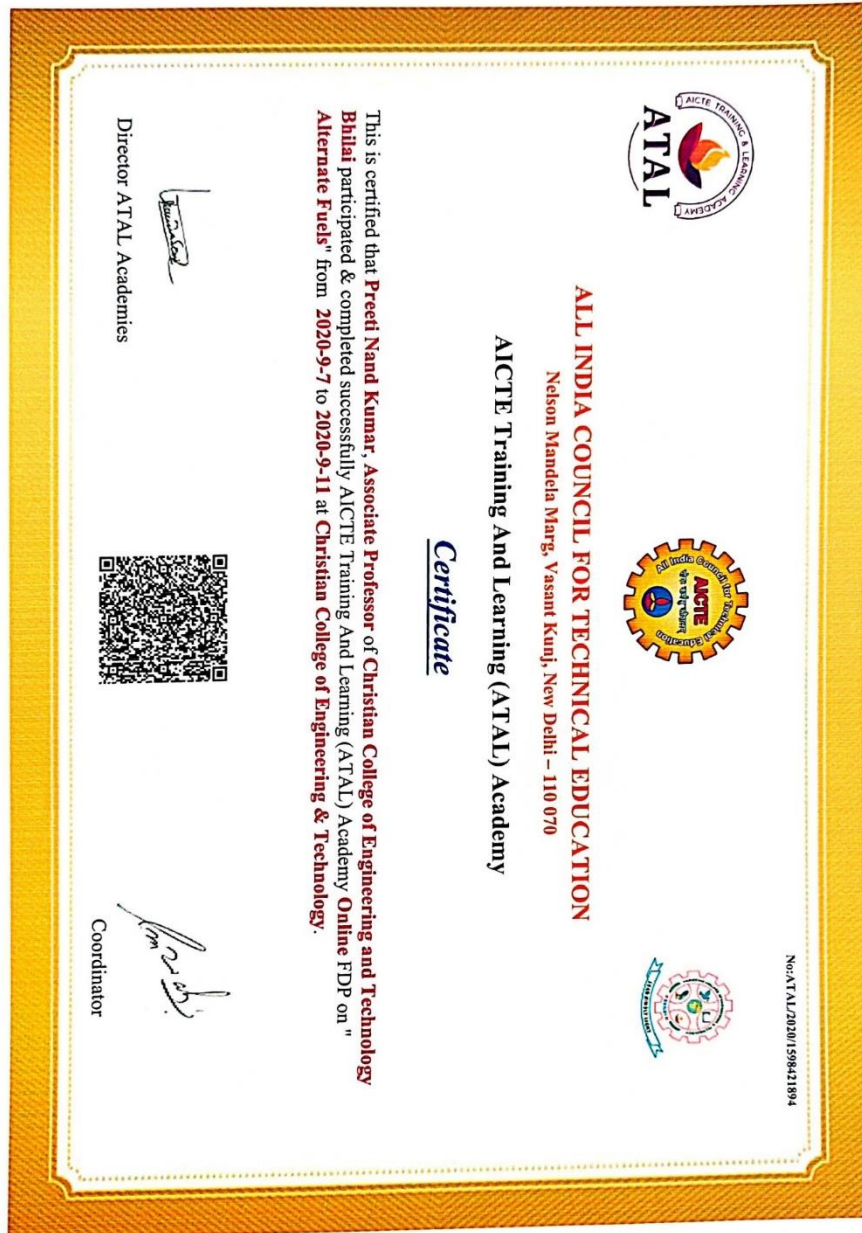 No:ATAL/2020/1598421894
AICTE TRAINING & LEARNING ACADEMY
ATAL
All India Council for Technical Education
AICTE
ALL INDIA COUNCIL FOR TECHNICAL EDUCATION
Nelson Mandela Marg, Vasant Kunj, New Delhi – 110 070
AICTE Training And Learning (ATAL) Academy
Certificate
This is certified that Preeti Nand Kumar, Associate Professor of Christian College of Engineering and Technology
Bhilai participated & completed successfully AICTE Training And Learning (ATAL) Academy Online FDP on "
Alternate Fuels" from 2020-9-7 to 2020-9-11 at Christian College of Engineering & Technology.
Director ATAL Academies
Coordinator